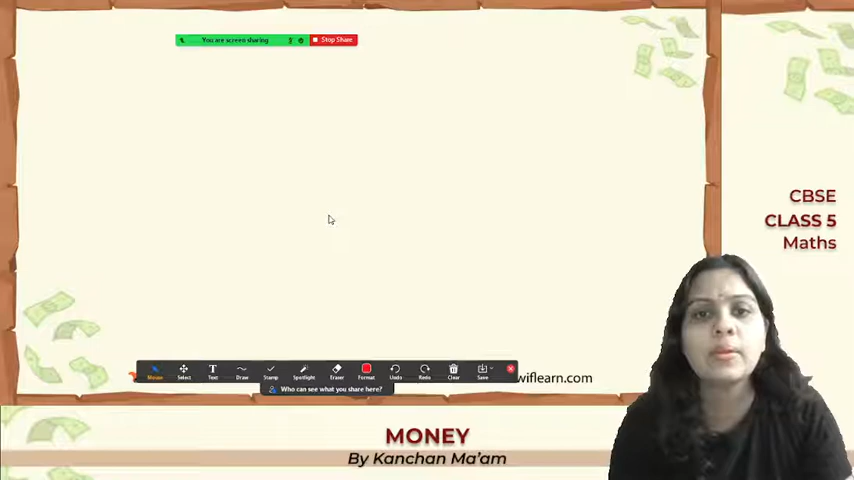 You are screen sharing
Stop Share
CBSE
CLASS 5
Maths
Mouse
Select
Text
Draw
Stamp
Spotlight
Eraser
Format
Undo
Redo
Clear
Save
Who can see what you share here?
wiflearn.com
MONEY
By Kanchan Ma'am